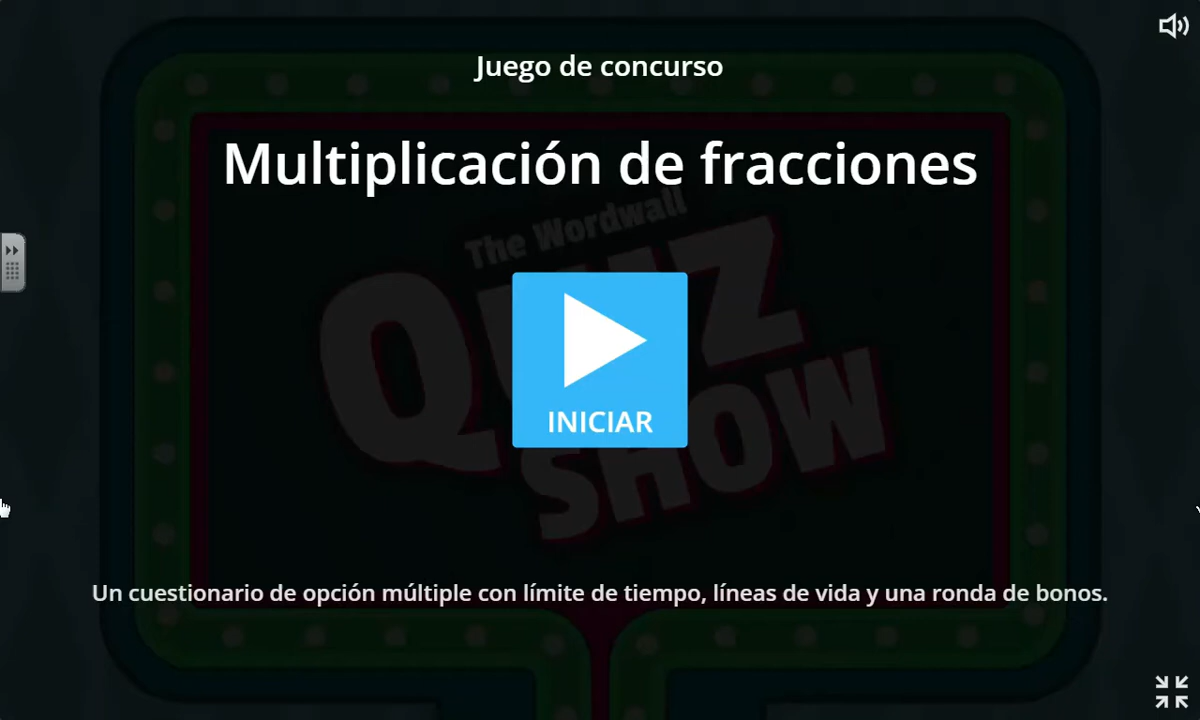 Juego de concurso
Multiplicación de fracciones
The Wordwall
QUIZ
SHOW
INICIAR
Un cuestionario de opción múltiple con límite de tiempo, líneas de vida y una ronda de bonos.